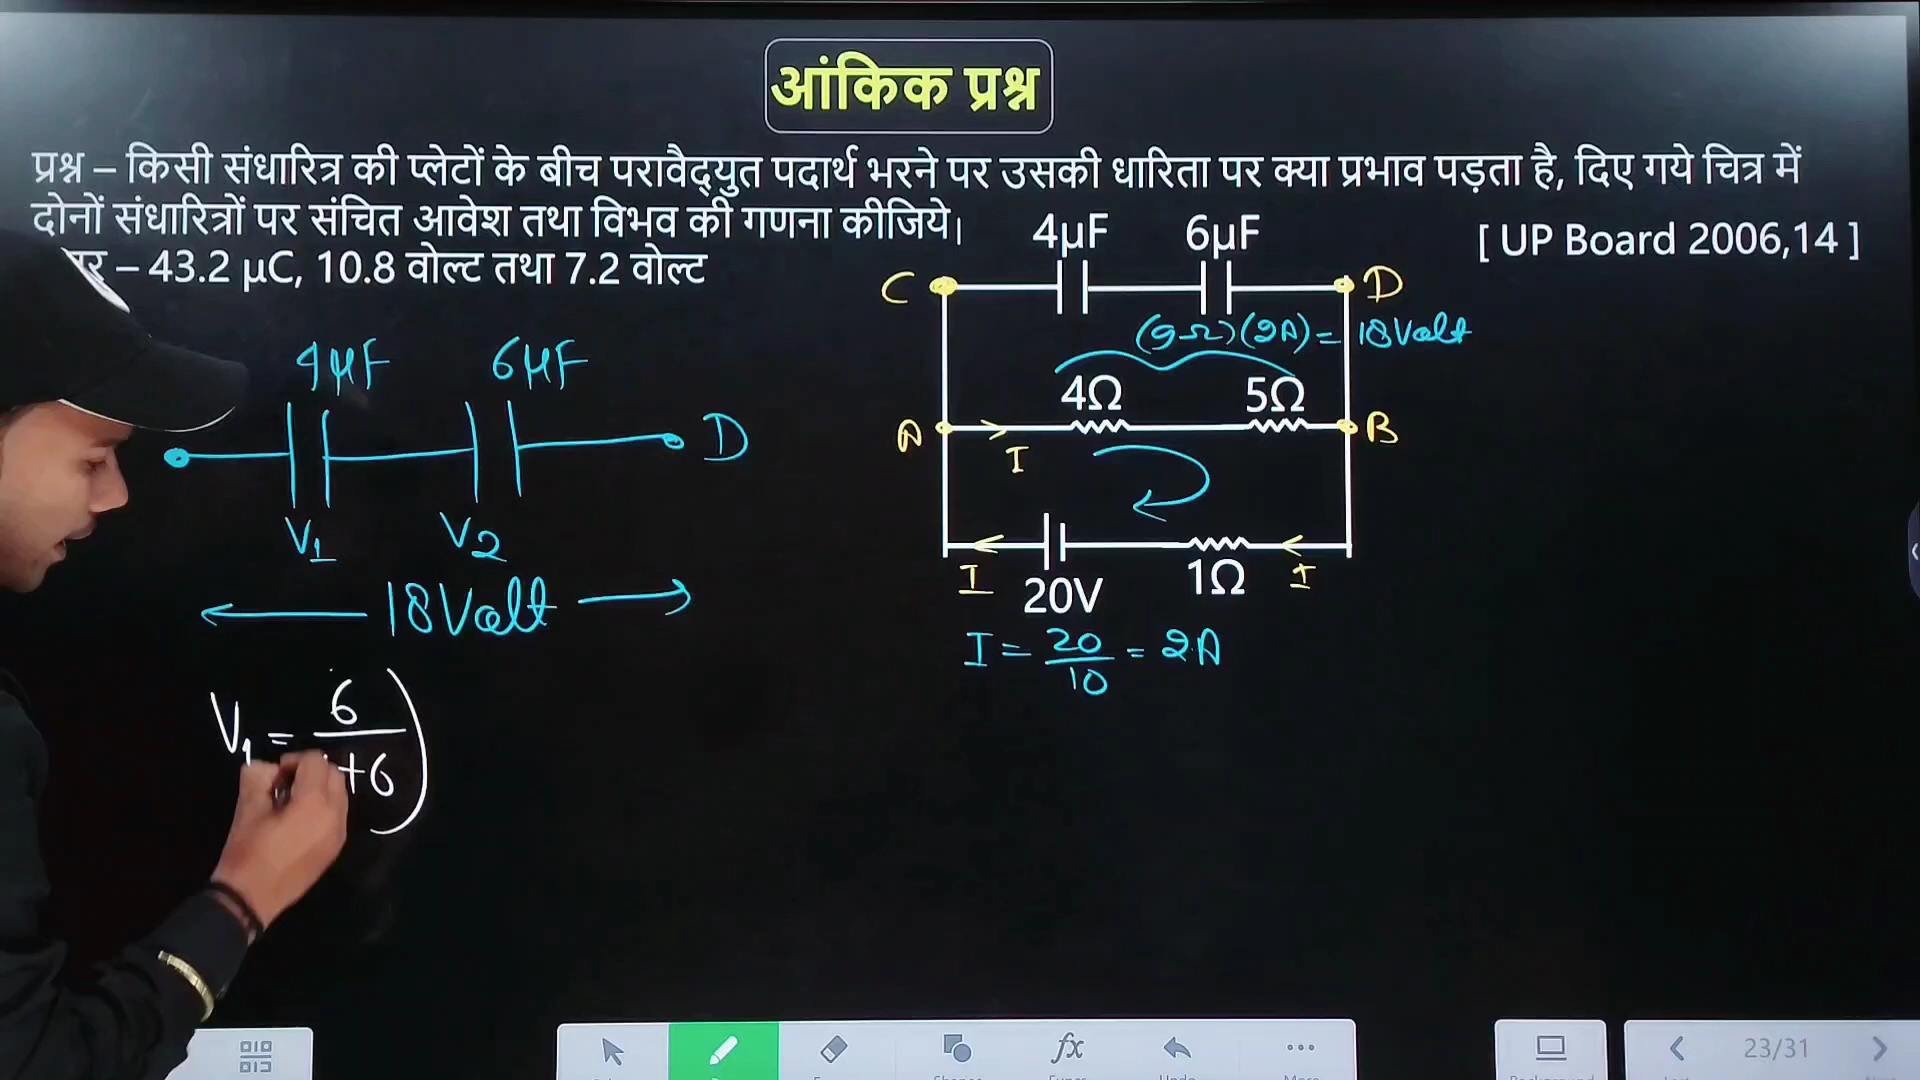 आंकिक प्रश्न
प्रश्न – किसी संधारित्र की प्लेटों के बीच परावैद्युत पदार्थ भरने पर उसकी धारिता पर क्या प्रभाव पड़ता है, दिए गये चित्र में
दोनों संधारित्रों पर संचित आवेश तथा विभव की गणना कीजिये।
[ UP Board 2006,14 ]
– 43.2 μC, 10.8 वोल्ट तथा 7.2 वोल्ट
4μF 6μF
C D
(9Ω)(2A) = 18Volt
4Ω 5Ω
A B
I
I I
20V 1Ω
I = 20/10 = 2A
4μF 6μF
D
V1 V2
18Volt
V1 = 6
+6)
23/31